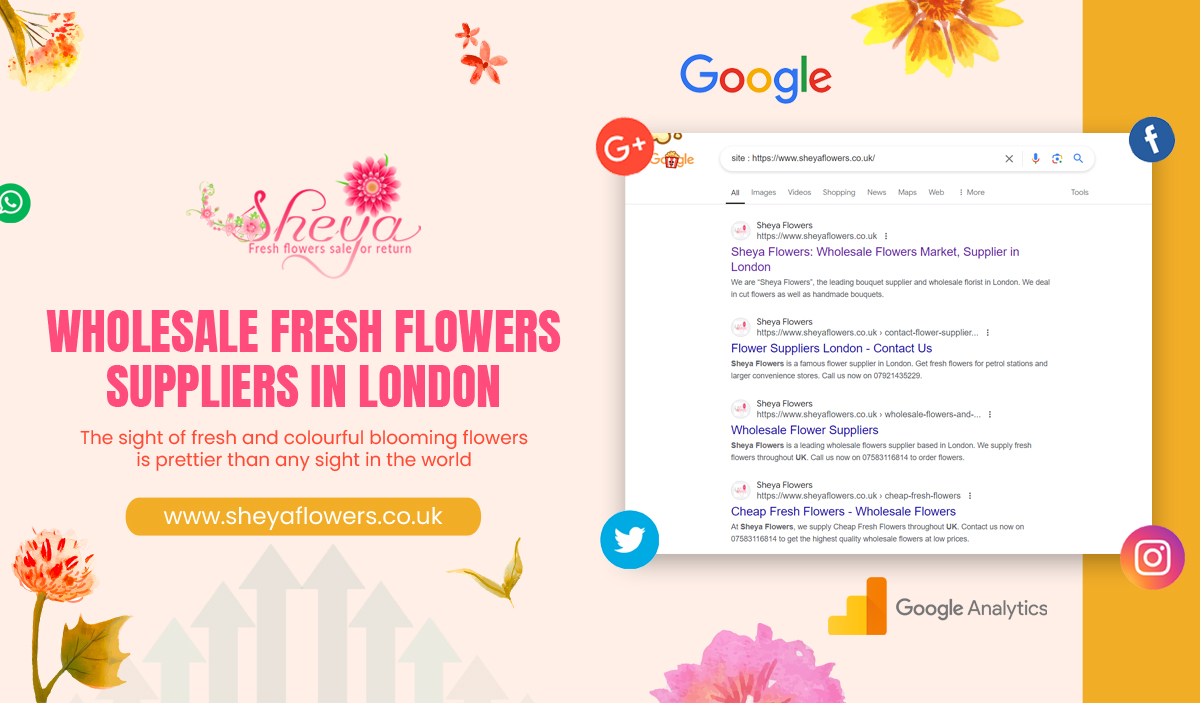 Sheya
Fresh flowers sale or return
WHOLESALE FRESH FLOWERS
SUPPLIERS IN LONDON
The sight of fresh and colourful blooming flowers
is prettier than any sight in the world
www.sheyaflowers.co.uk
Google
G+
Google
site : https://www.sheyaflowers.co.uk/
All Images Videos Shopping News Maps Web More Tools
Sheya Flowers
https://www.sheyaflowers.co.uk
Sheya Flowers: Wholesale Flowers Market, Supplier in
London
We are “Sheya Flowers”, the leading bouquet supplier and wholesale florist in London. We deal
in cut flowers as well as handmade bouquets.
Sheya Flowers
https://www.sheyaflowers.co.uk › contact-flower-supplier...
Flower Suppliers London - Contact Us
Sheya Flowers is a famous flower supplier in London. Get fresh flowers for petrol stations and
larger convenience stores. Call us now on 07921435229.
Sheya Flowers
https://www.sheyaflowers.co.uk › wholesale-flowers-and-...
Wholesale Flower Suppliers
Sheya Flowers is a leading wholesale flowers supplier based in London. We supply fresh
flowers throughout UK. Call us now on 07583116814 to order flowers.
Sheya Flowers
https://www.sheyaflowers.co.uk › cheap-fresh-flowers
Cheap Fresh Flowers - Wholesale Flowers
At Sheya Flowers, we supply Cheap Fresh Flowers throughout UK. Contact us now on
07583116814 to get the highest quality wholesale flowers at low prices.
Google Analytics